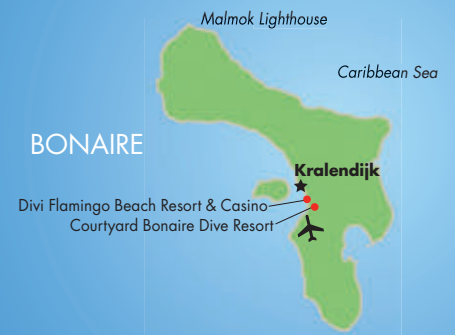 Malmok Lighthouse
Caribbean Sea
BONAIRE
Kralendijk
Divi Flamingo Beach Resort & Casino
Courtyard Bonaire Dive Resort